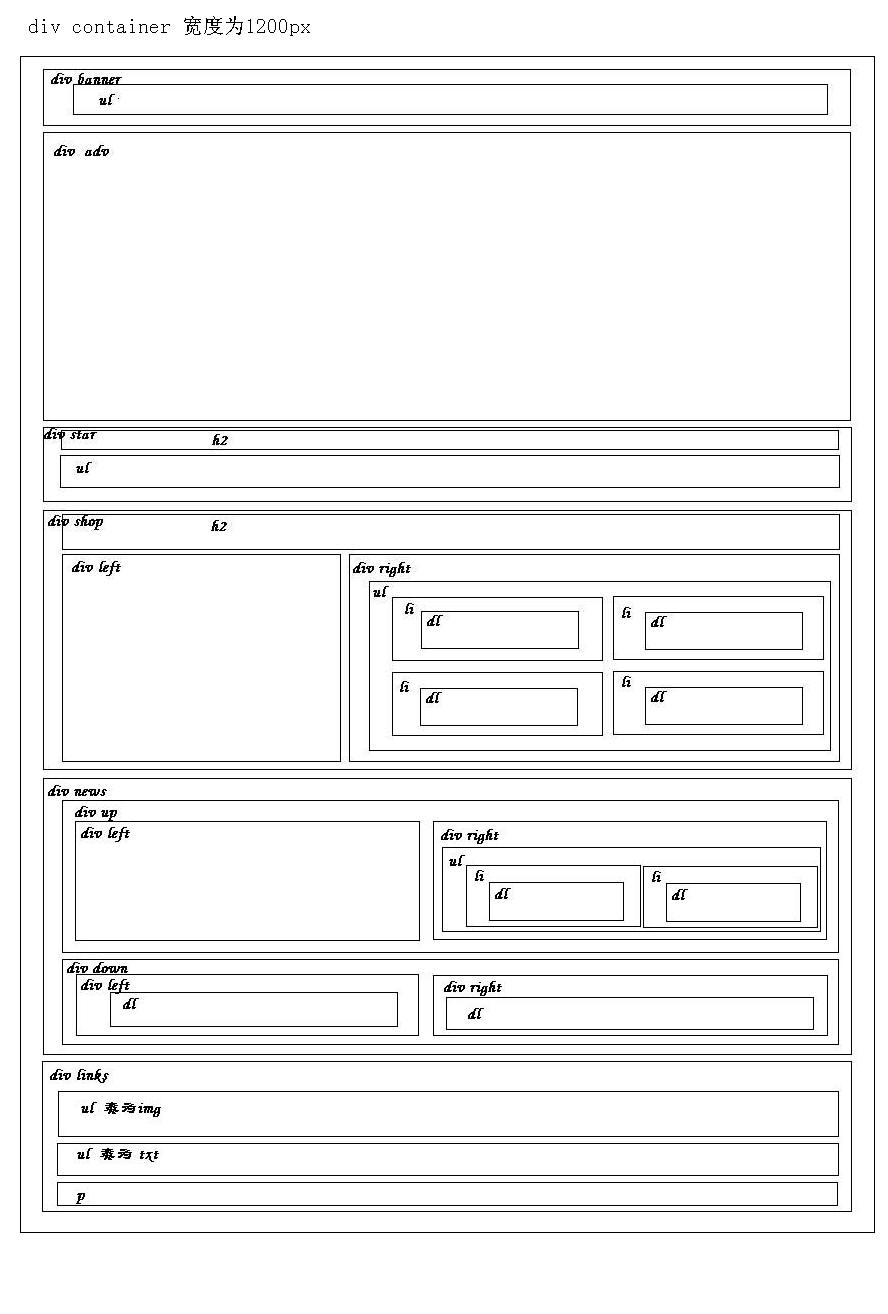 div container 宽度为1200px
div banner
ul
div adv
div star
h2
ul
div shop
h2
div left
div right
ul
li
dl
li
dl
li
dl
li
dl
div news
div up
div left
div right
ul
li
dl
li
dl
div down
div left
dl
div right
dl
div links
ul 类为img
ul 类为 txt
p